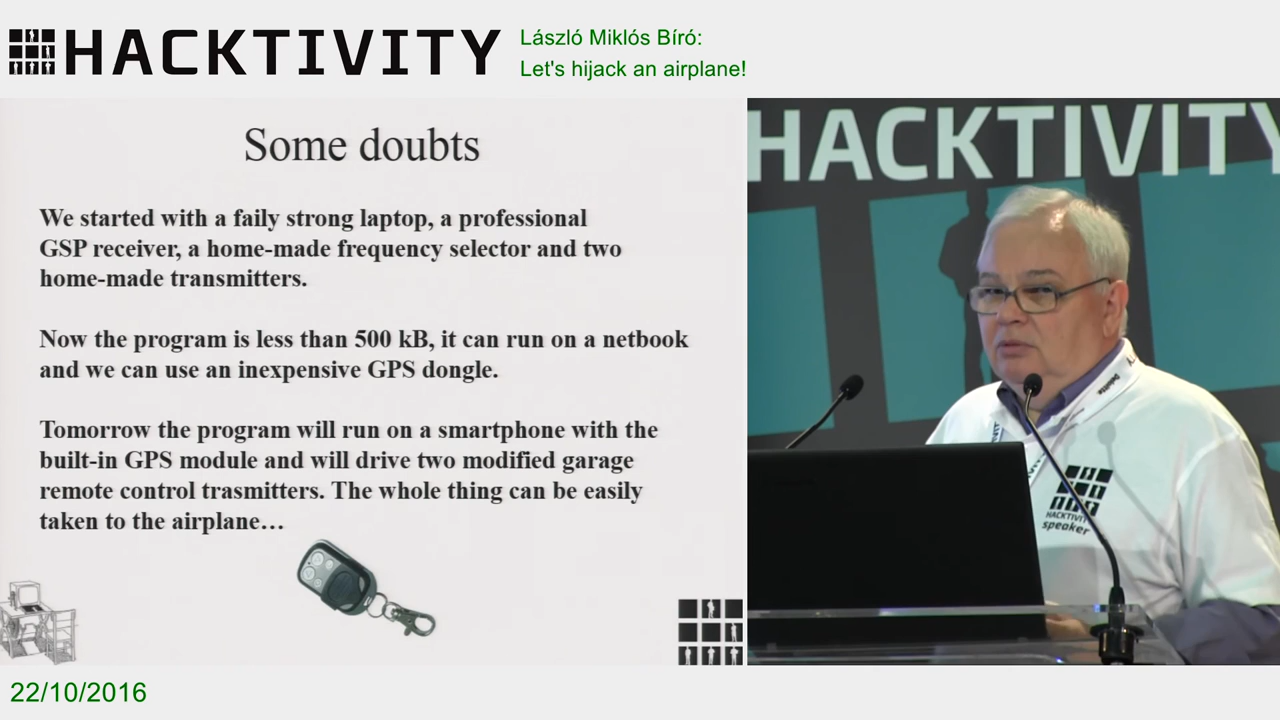 HACKTIVITY
László Miklós Bíró:
Let's hijack an airplane!
Some doubts
We started with a faily strong laptop, a professional
GSP receiver, a home-made frequency selector and two
home-made transmitters.
Now the program is less than 500 kB, it can run on a netbook
and we can use an inexpensive GPS dongle.
Tomorrow the program will run on a smartphone with the
built-in GPS module and will drive two modified garage
remote control trasmitters. The whole thing can be easily
taken to the airplane…
HACKTIVITY
HACKTIVITY
speaker
22/10/2016